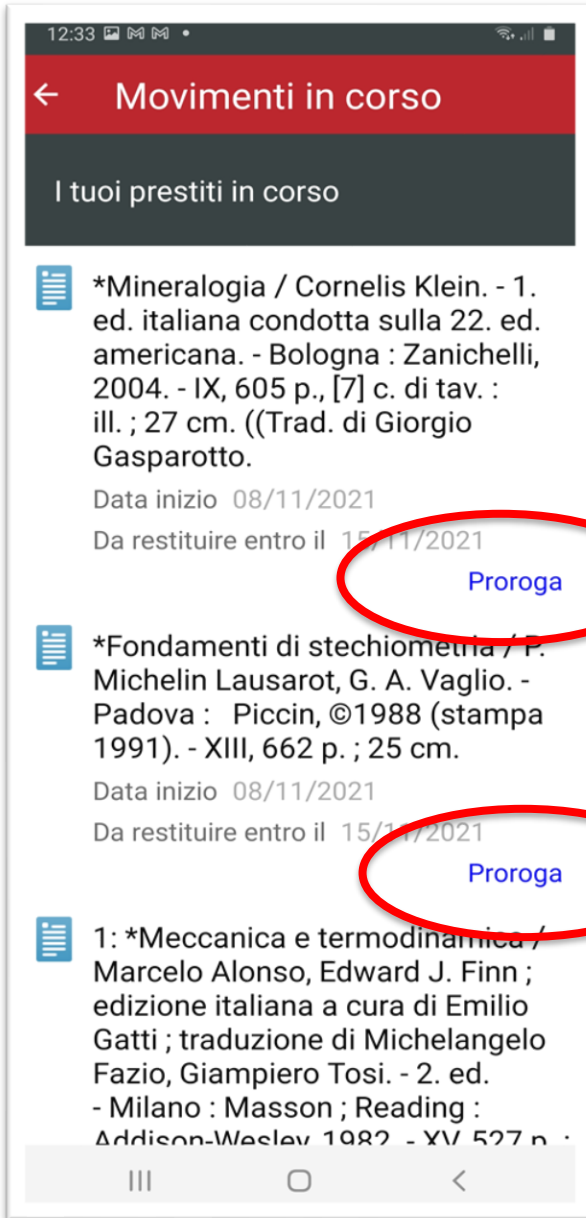 12:33
Movimenti in corso
I tuoi prestiti in corso
*Mineralogia / Cornelis Klein. - 1.
ed. italiana condotta sulla 22. ed.
americana. - Bologna : Zanichelli,
2004. - IX, 605 p., [7] c. di tav. :
ill. ; 27 cm. ((Trad. di Giorgio
Gasparotto.
Data inizio 08/11/2021
Da restituire entro il 15/11/2021
Proroga
*Fondamenti di stechiometria / P.
Michelin Lausarot, G. A. Vaglio. -
Padova : Piccin, ©1988 (stampa
1991). - XIII, 662 p. ; 25 cm.
Data inizio 08/11/2021
Da restituire entro il 15/11/2021
Proroga
1: *Meccanica e termodinamica /
Marcelo Alonso, Edward J. Finn ;
edizione italiana a cura di Emilio
Gatti ; traduzione di Michelangelo
Fazio, Giampiero Tosi. - 2. ed.
- Milano : Masson ; Reading :
Addison-Wesley, 1982. - XV, 527 p. :